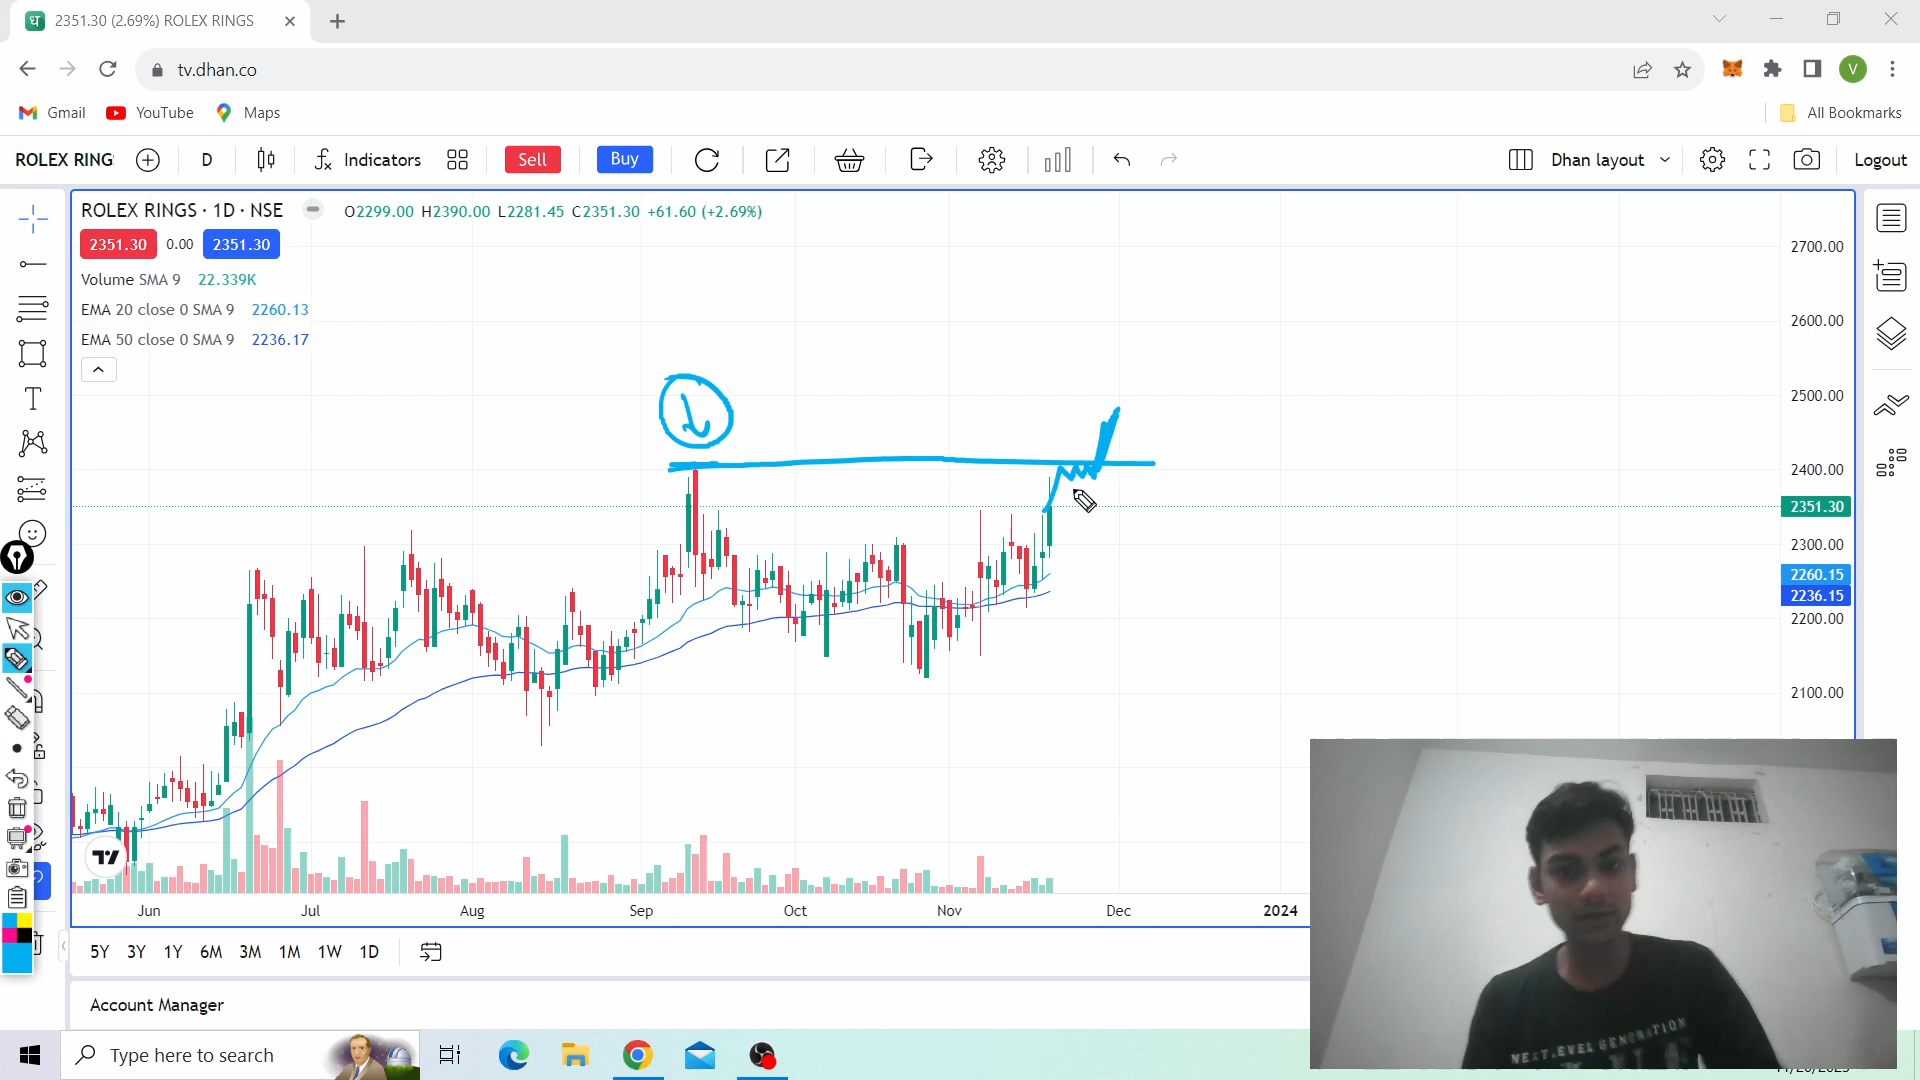 2351.30 (2.69%) ROLEX RINGS
tv.dhan.co
V
Gmail
YouTube
Maps
All Bookmarks
ROLEX RING
D
Indicators
Sell
Buy
Dhan layout
Logout
ROLEX RINGS · 1D · NSE
O2299.00 H2390.00 L2281.45 C2351.30 +61.60 (+2.69%)
2351.30
0.00
2351.30
Volume SMA 9 22.339K
EMA 20 close 0 SMA 9 2260.13
EMA 50 close 0 SMA 9 2236.17
2700.00
2600.00
2500.00
2400.00
2351.30
2300.00
2260.15
2236.15
2200.00
2100.00
Jun
Jul
Aug
Sep
Oct
Nov
Dec
2024
5Y
3Y
1Y
6M
3M
1M
1W
1D
Account Manager
Type here to search
NEXT.LEVEL GENERATION